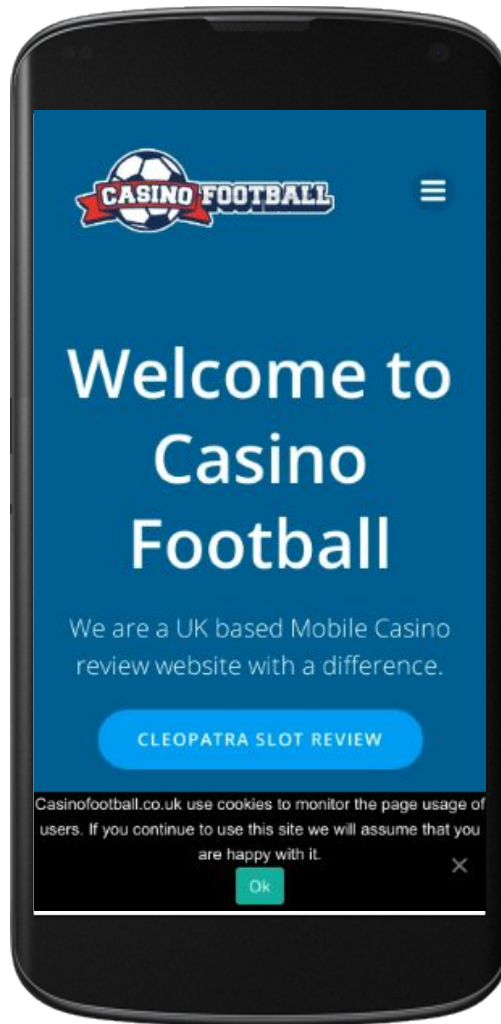 CASINO FOOTBALL
Welcome to
Casino
Football
We are a UK based Mobile Casino
review website with a difference.
CLEOPATRA SLOT REVIEW
Casinofootball.co.uk use cookies to monitor the page usage of
users. If you continue to use this site we will assume that you
are happy with it.
Ok